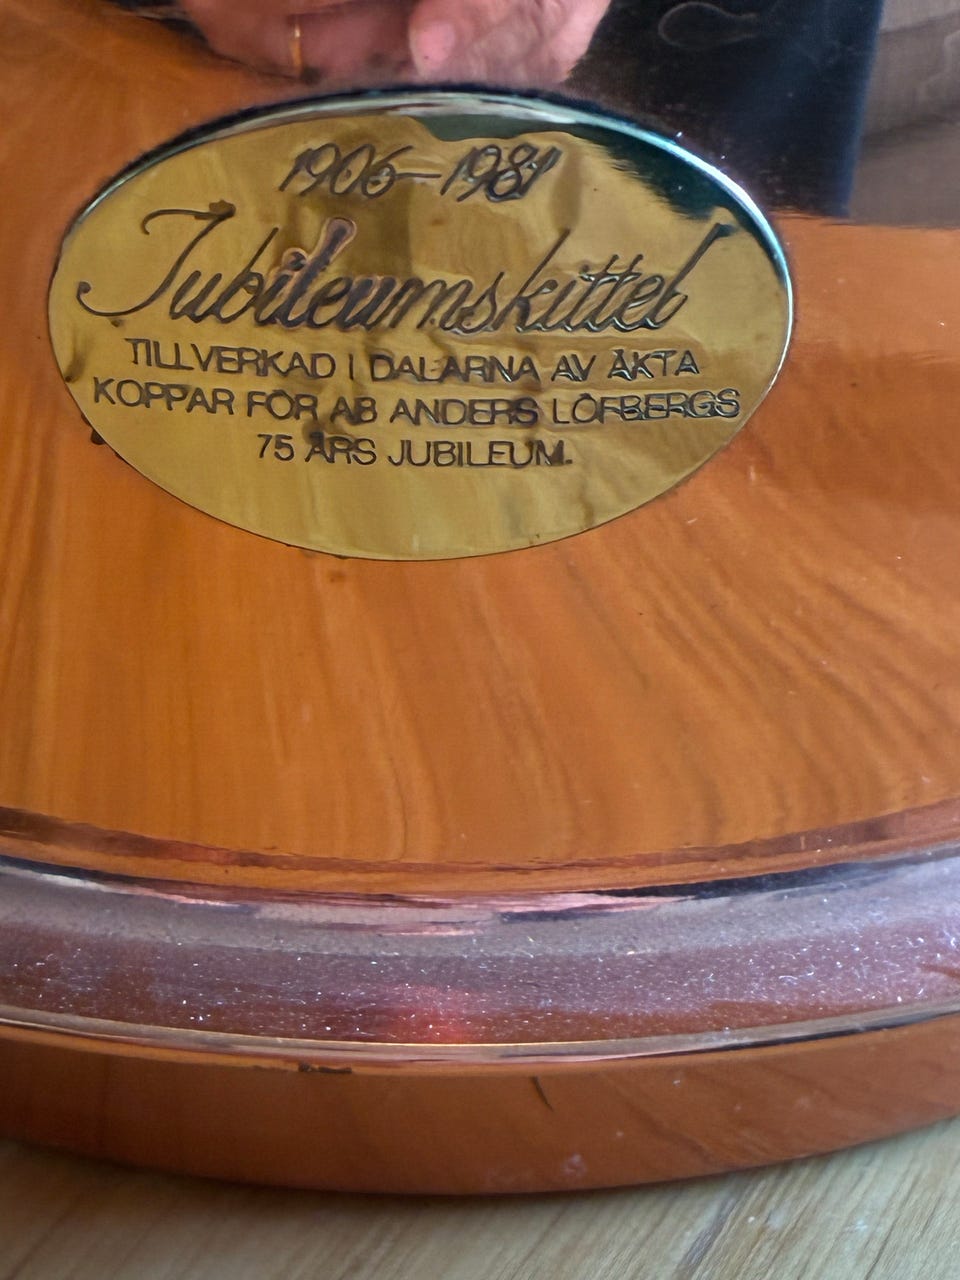 1906–1981
Jubileumskittel
TILLVERKAD I DALARNA AV ÄKTA
KOPPAR FÖR AB ANDERS LÖFBERGS
75 ÅRS JUBILEUM.